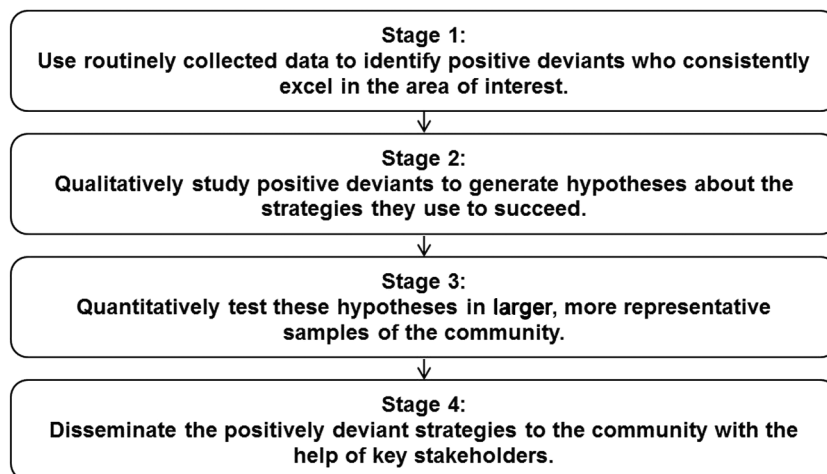 Stage 1:
Use routinely collected data to identify positive deviants who consistently
excel in the area of interest.
Stage 2:
Qualitatively study positive deviants to generate hypotheses about the
strategies they use to succeed.
Stage 3:
Quantitatively test these hypotheses in larger, more representative
samples of the community.
Stage 4:
Disseminate the positively deviant strategies to the community with the
help of key stakeholders.